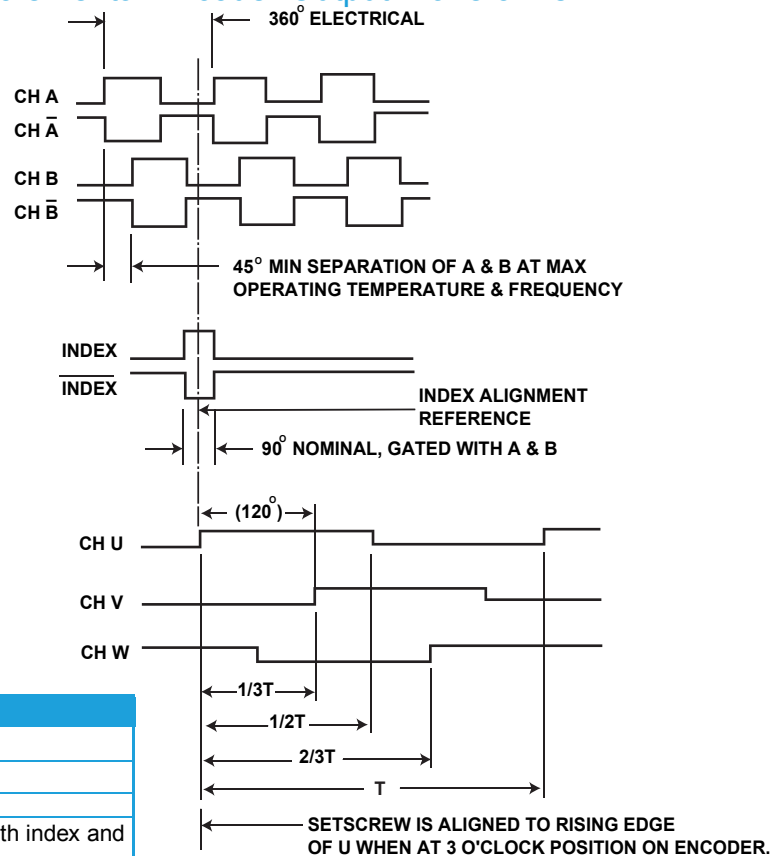 360° ELECTRICAL
CH A
CH A̅
CH B
CH B̅
45° MIN SEPARATION OF A & B AT MAX
OPERATING TEMPERATURE & FREQUENCY
INDEX
I̅N̅D̅E̅X̅
INDEX ALIGNMENT
REFERENCE
90° NOMINAL, GATED WITH A & B
(120°)
CH U
CH V
CH W
1/3T
1/2T
2/3T
T
th index and
SETSCREW IS ALIGNED TO RISING EDGE
OF U WHEN AT 3 O'CLOCK POSITION ON ENCODER.